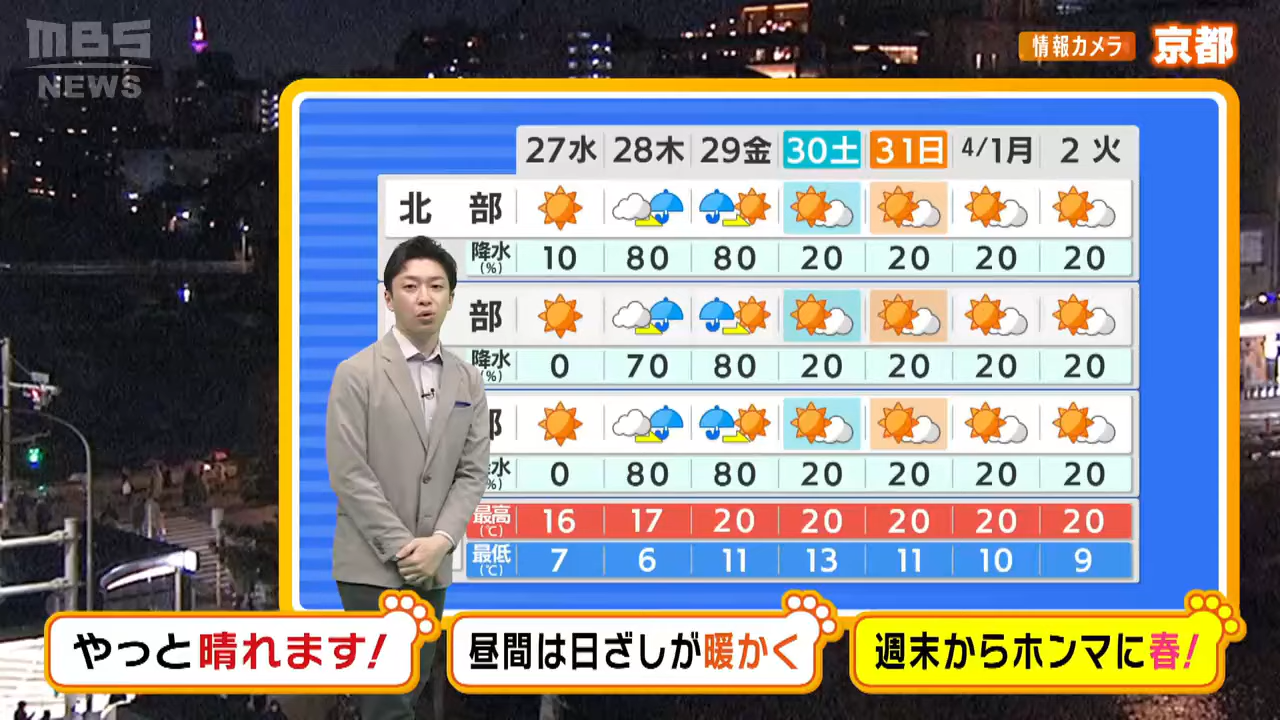 MBS
NEWS
情報カメラ 京都
27水 28木 29金 30土 31日 4/1月 2火
北部
降水(%) 10 80 80 20 20 20 20
部
降水(%) 0 70 80 20 20 20 20
部
水(%) 0 80 80 20 20 20 20
最高(℃) 16 17 20 20 20 20 20
最低(℃) 7 6 11 13 11 10 9
やっと晴れます!
昼間は日ざしが暖かく
週末からホンマに春!